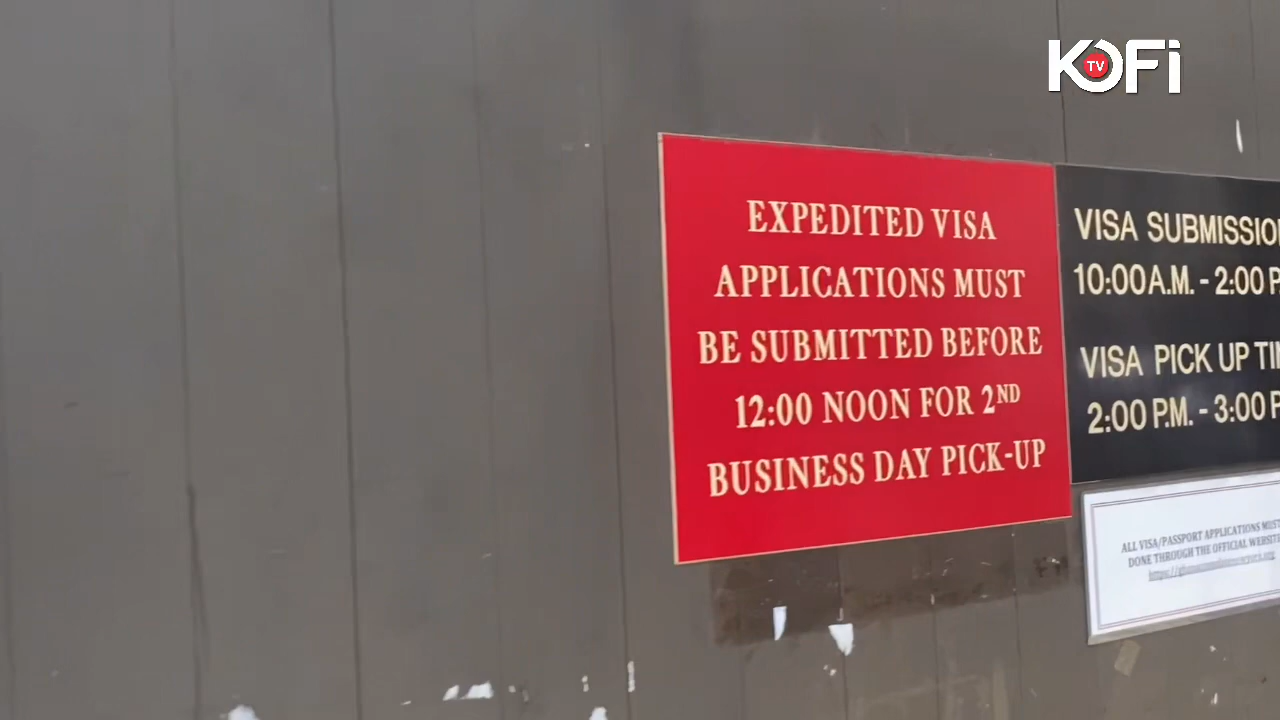 KOFi TV
EXPEDITED VISA
APPLICATIONS MUST
BE SUBMITTED BEFORE
12:00 NOON FOR 2ND
BUSINESS DAY PICK-UP
VISA SUBMISSIO
10:00A.M. - 2:00 P.
VISA PICK UP TI
2:00 P.M. - 3:00 P
ALL VISA/PASSPORT APPLICATIONS MUST
DONE THROUGH THE OFFICIAL WEBSITE